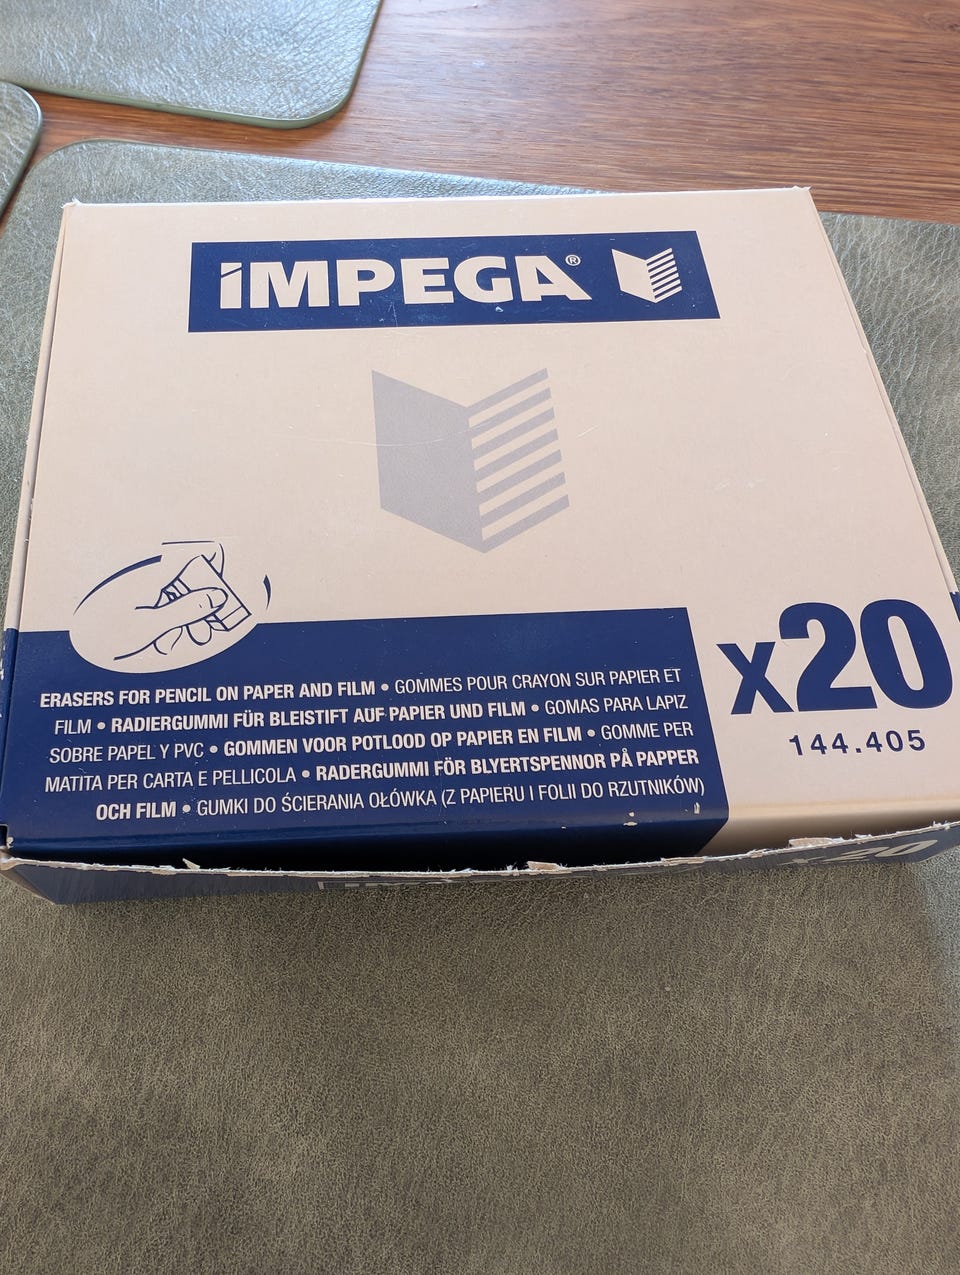 iMPEGA®
x20
144.405
ERASERS FOR PENCIL ON PAPER AND FILM • GOMMES POUR CRAYON SUR PAPIER ET
FILM • RADIERGUMMI FÜR BLEISTIFT AUF PAPIER UND FILM • GOMAS PARA LAPIZ
SOBRE PAPEL Y PVC • GOMMEN VOOR POTLOOD OP PAPIER EN FILM • GOMME PER
MATITA PER CARTA E PELLICOLA • RADERGUMMI FÖR BLYERTSPENNOR PÅ PAPPER
OCH FILM • GUMKI DO ŚCIERANIA OŁÓWKA (Z PAPIERU I FOLII DO RZUTNIKÓW)
x20